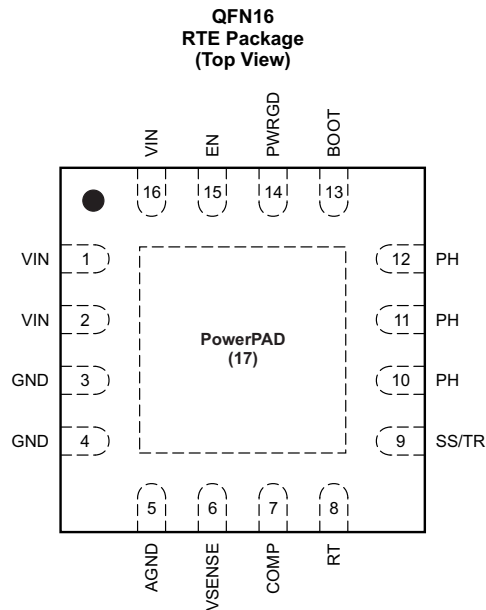 QFN16
RTE Package
(Top View)
VIN
EN
PWRGD
BOOT
16
15
14
13
VIN
1
12
PH
VIN
2
11
PH
PowerPAD
(17)
GND
3
10
PH
GND
4
9
SS/TR
5
6
7
8
AGND
VSENSE
COMP
RT